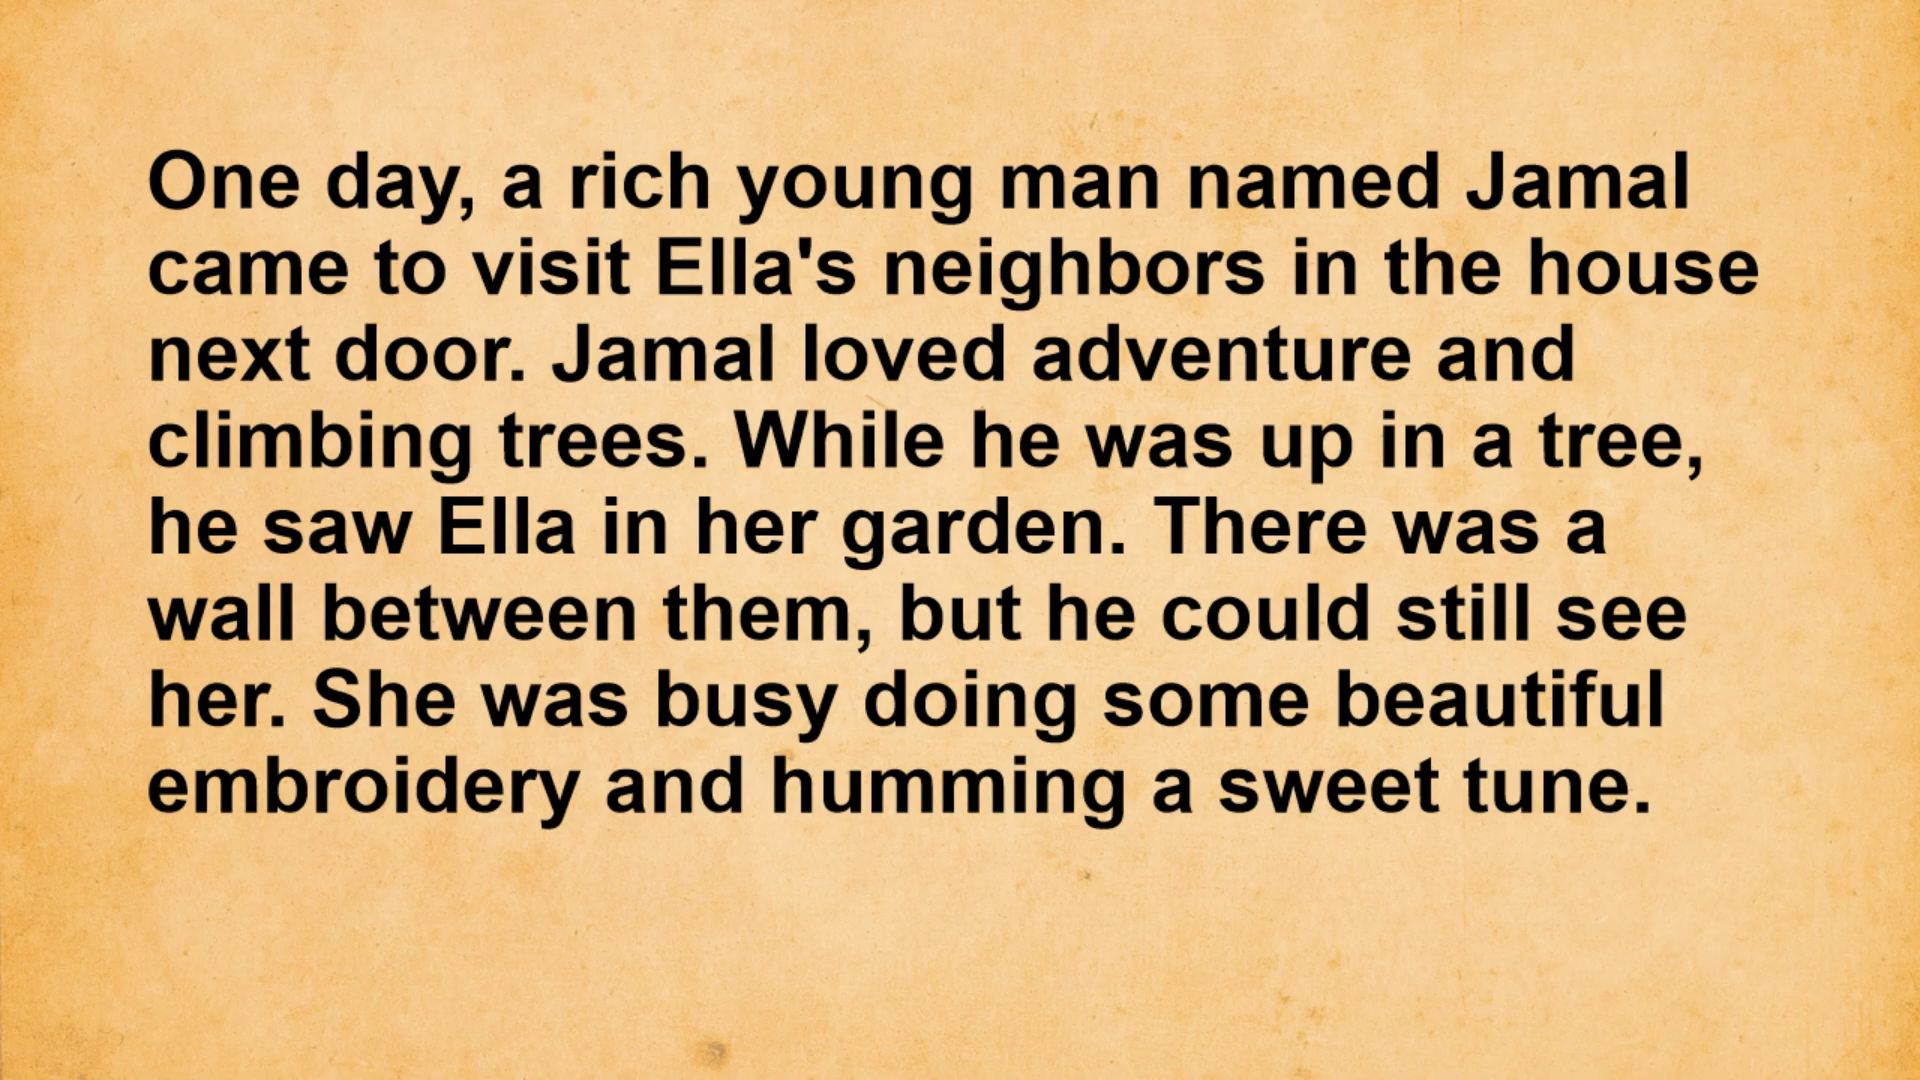 One day, a rich young man named Jamal
came to visit Ella's neighbors in the house
next door. Jamal loved adventure and
climbing trees. While he was up in a tree,
he saw Ella in her garden. There was a
wall between them, but he could still see
her. She was busy doing some beautiful
embroidery and humming a sweet tune.